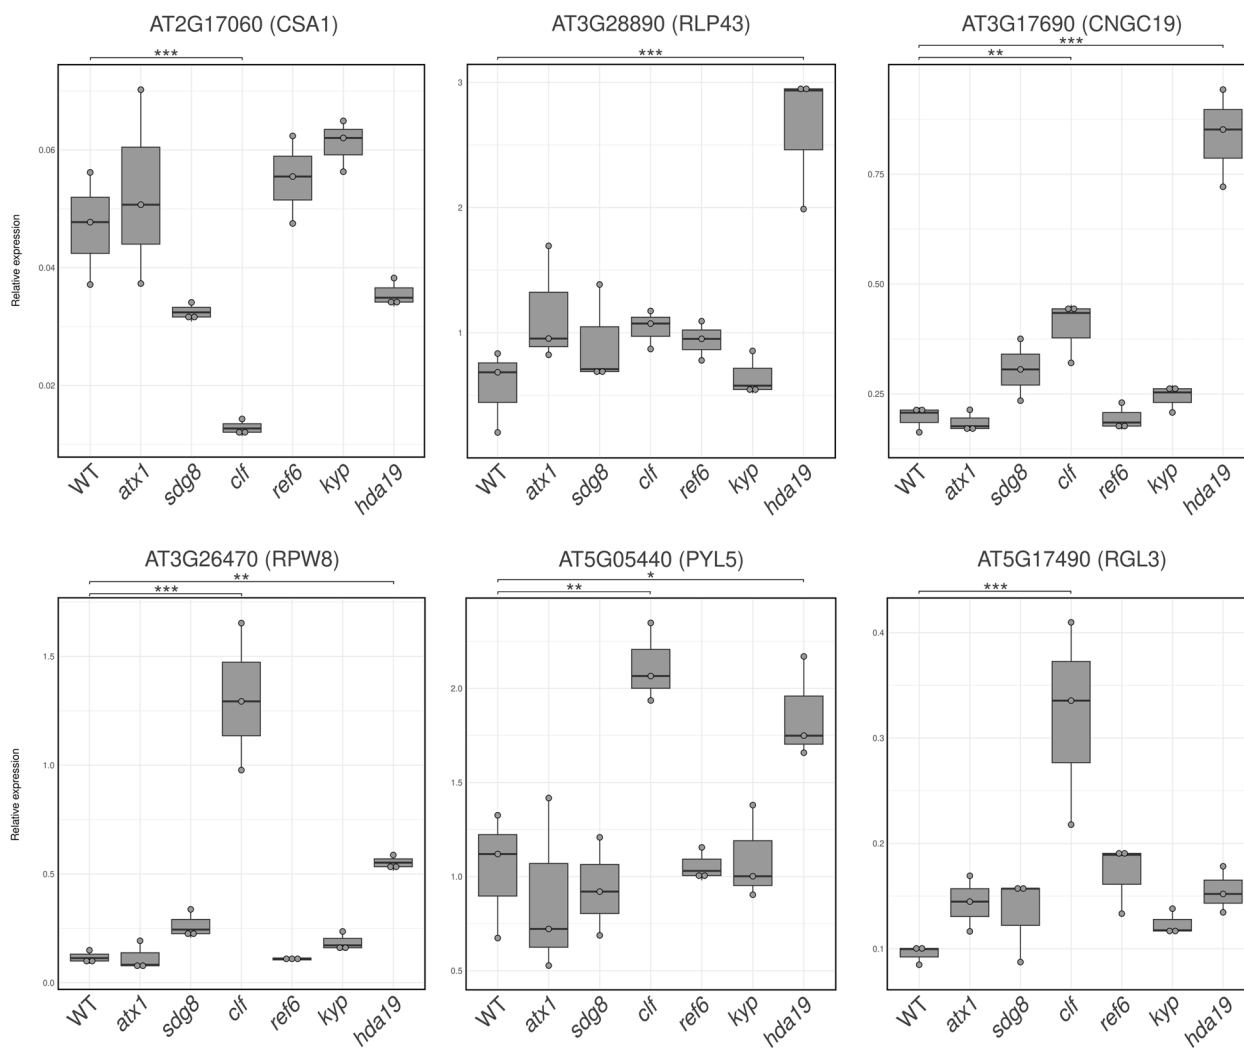 AT2G17060 (CSA1)
***
Relative expression
0.06
0.04
0.02
WT atx1 sdg8 clf ref6 kyp hda19
AT3G28890 (RLP43)
***
3
2
1
WT atx1 sdg8 clf ref6 kyp hda19
AT3G17690 (CNGC19)
***
**
0.75
0.50
0.25
WT atx1 sdg8 clf ref6 kyp hda19
AT3G26470 (RPW8)
**
***
Relative expression
1.5
1.0
0.5
0.0
WT atx1 sdg8 clf ref6 kyp hda19
AT5G05440 (PYL5)
*
**
2.0
1.5
1.0
0.5
WT atx1 sdg8 clf ref6 kyp hda19
AT5G17490 (RGL3)
***
0.4
0.3
0.2
0.1
WT atx1 sdg8 clf ref6 kyp hda19